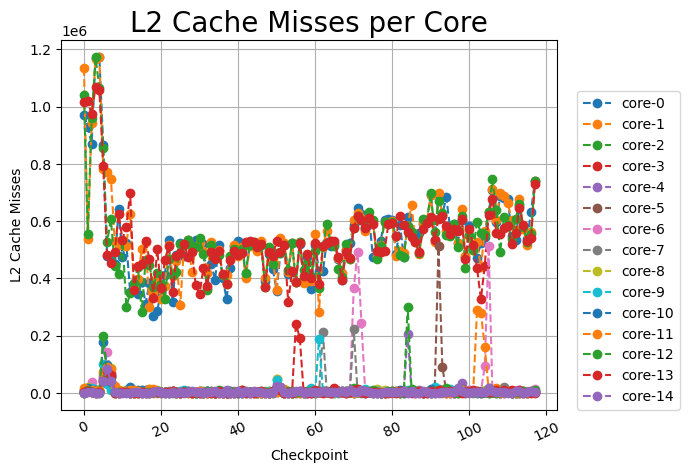 L2 Cache Misses per Core
1e6
1.2
1.0
0.8
0.6
0.4
0.2
0.0
L2 Cache Misses
0
20
40
60
80
100
120
Checkpoint
core-0
core-1
core-2
core-3
core-4
core-5
core-6
core-7
core-8
core-9
core-10
core-11
core-12
core-13
core-14